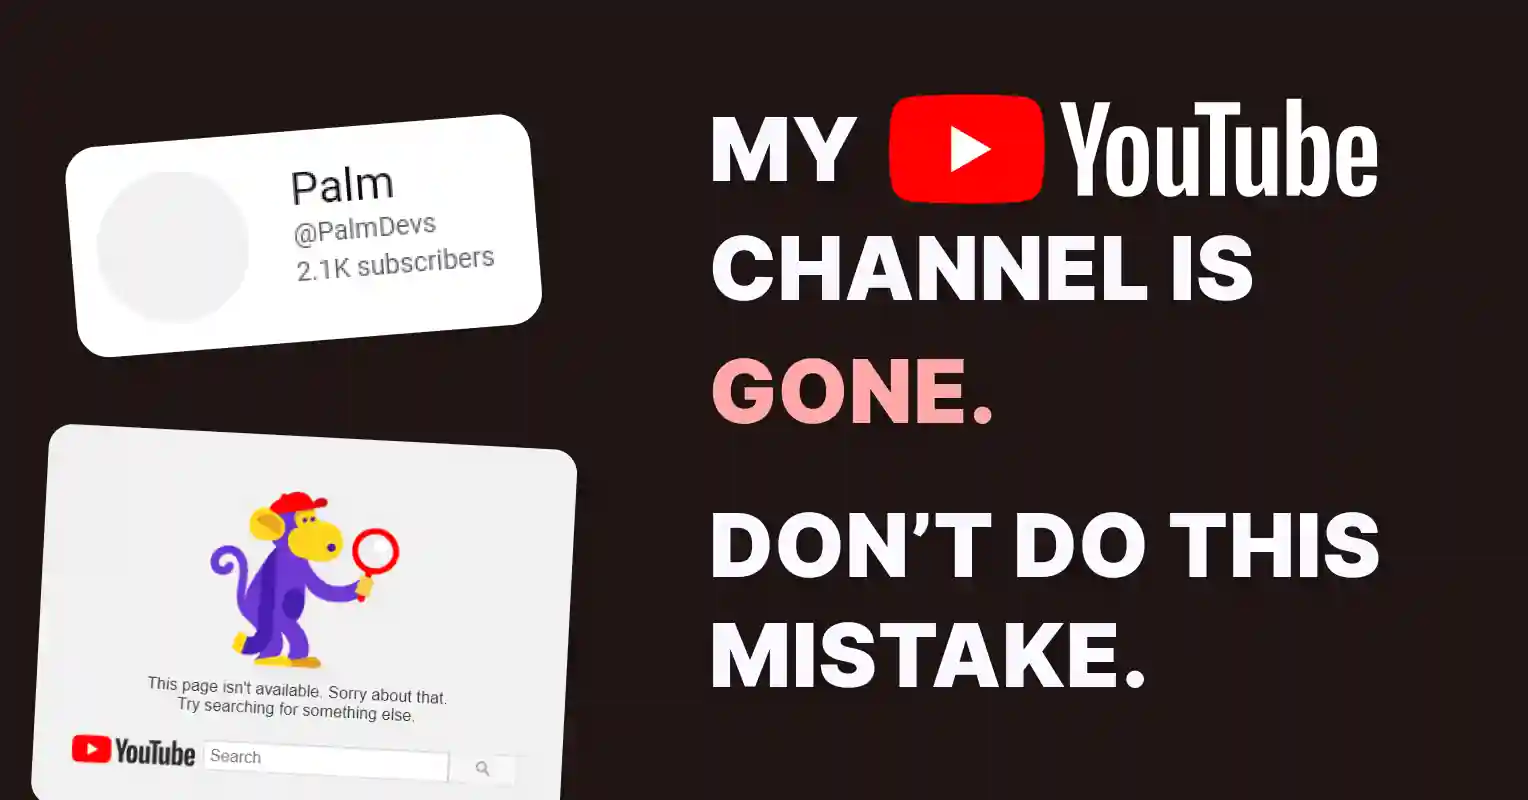 Palm
@PalmDevs
2.1K subscribers
This page isn't available. Sorry about that.
Try searching for something else.
YouTube Search
MY YouTube
CHANNEL IS
GONE.
DON’T DO THIS
MISTAKE.